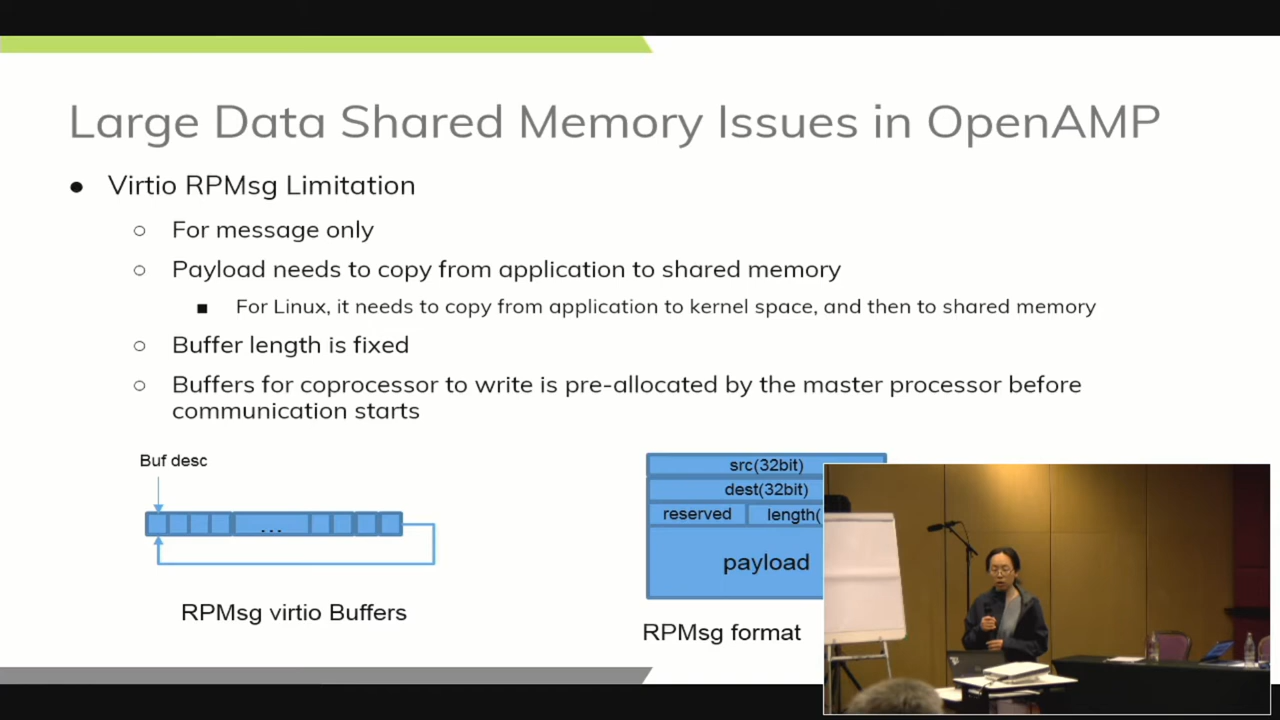 Large Data Shared Memory Issues in OpenAMP
● Virtio RPMsg Limitation
○ For message only
○ Payload needs to copy from application to shared memory
■ For Linux, it needs to copy from application to kernel space, and then to shared memory
○ Buffer length is fixed
○ Buffers for coprocessor to write is pre-allocated by the master processor before
communication starts
Buf desc
...
RPMsg virtio Buffers
src(32bit)
dest(32bit)
reserved length(
payload
RPMsg format